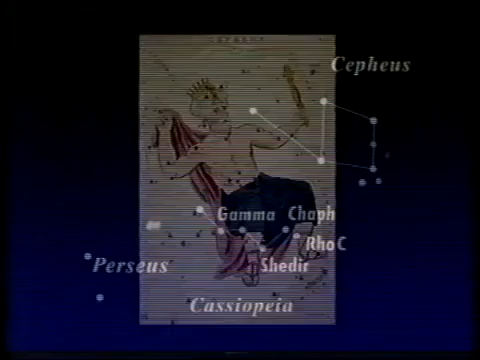 Cepheus
Gamma Chaph
RhoC
Shedir
Perseus
Cassiopeia